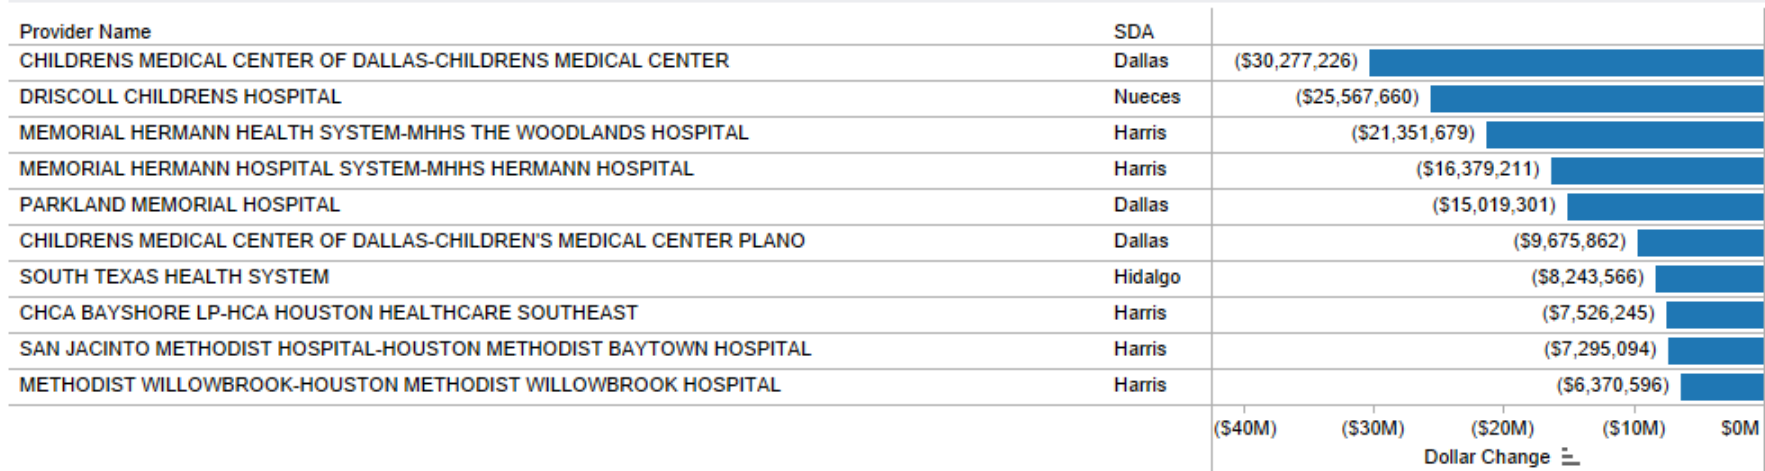 Provider Name SDA
CHILDRENS MEDICAL CENTER OF DALLAS-CHILDRENS MEDICAL CENTER Dallas ($30,277,226)
DRISCOLL CHILDRENS HOSPITAL Nueces ($25,567,660)
MEMORIAL HERMANN HEALTH SYSTEM-MHHS THE WOODLANDS HOSPITAL Harris ($21,351,679)
MEMORIAL HERMANN HOSPITAL SYSTEM-MHHS HERMANN HOSPITAL Harris ($16,379,211)
PARKLAND MEMORIAL HOSPITAL Dallas ($15,019,301)
CHILDRENS MEDICAL CENTER OF DALLAS-CHILDREN'S MEDICAL CENTER PLANO Dallas ($9,675,862)
SOUTH TEXAS HEALTH SYSTEM Hidalgo ($8,243,566)
CHCA BAYSHORE LP-HCA HOUSTON HEALTHCARE SOUTHEAST Harris ($7,526,245)
SAN JACINTO METHODIST HOSPITAL-HOUSTON METHODIST BAYTOWN HOSPITAL Harris ($7,295,094)
METHODIST WILLOWBROOK-HOUSTON METHODIST WILLOWBROOK HOSPITAL Harris ($6,370,596)
($40M) ($30M) ($20M) ($10M) $0M
Dollar Change